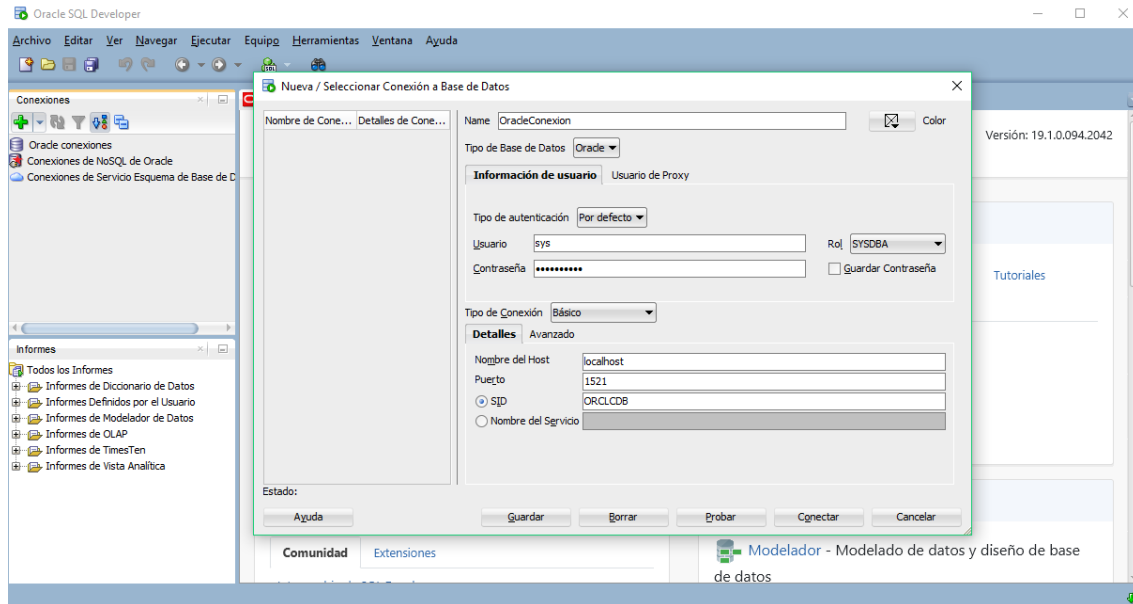 Oracle SQL Developer
Archivo Editar Ver Navegar Ejecutar Equipo Herramientas Ventana Ayuda
Conexiones
Oracle conexiones
Conexiones de NoSQL de Oracle
Conexiones de Servicio Esquema de Base de D
Informes
Todos los Informes
Informes de Diccionario de Datos
Informes Definidos por el Usuario
Informes de Modelador de Datos
Informes de OLAP
Informes de TimesTen
Informes de Vista Analítica
Nueva / Seleccionar Conexión a Base de Datos
Nombre de Cone... Detalles de Cone...
Name OracleConexion Color
Tipo de Base de Datos Oracle
Información de usuario Usuario de Proxy
Tipo de autenticación Por defecto
Usuario sys Rol SYSDBA
Contraseña •••••••••• Guardar Contraseña
Tipo de Conexión Básico
Detalles Avanzado
Nombre del Host localhost
Puerto 1521
SID ORCLCDB
Nombre del Servicio
Estado:
Ayuda Guardar Borrar Probar Conectar Cancelar
Versión: 19.1.0.094.2042
Tutoriales
Comunidad Extensiones
Modelador - Modelado de datos y diseño de base
de datos